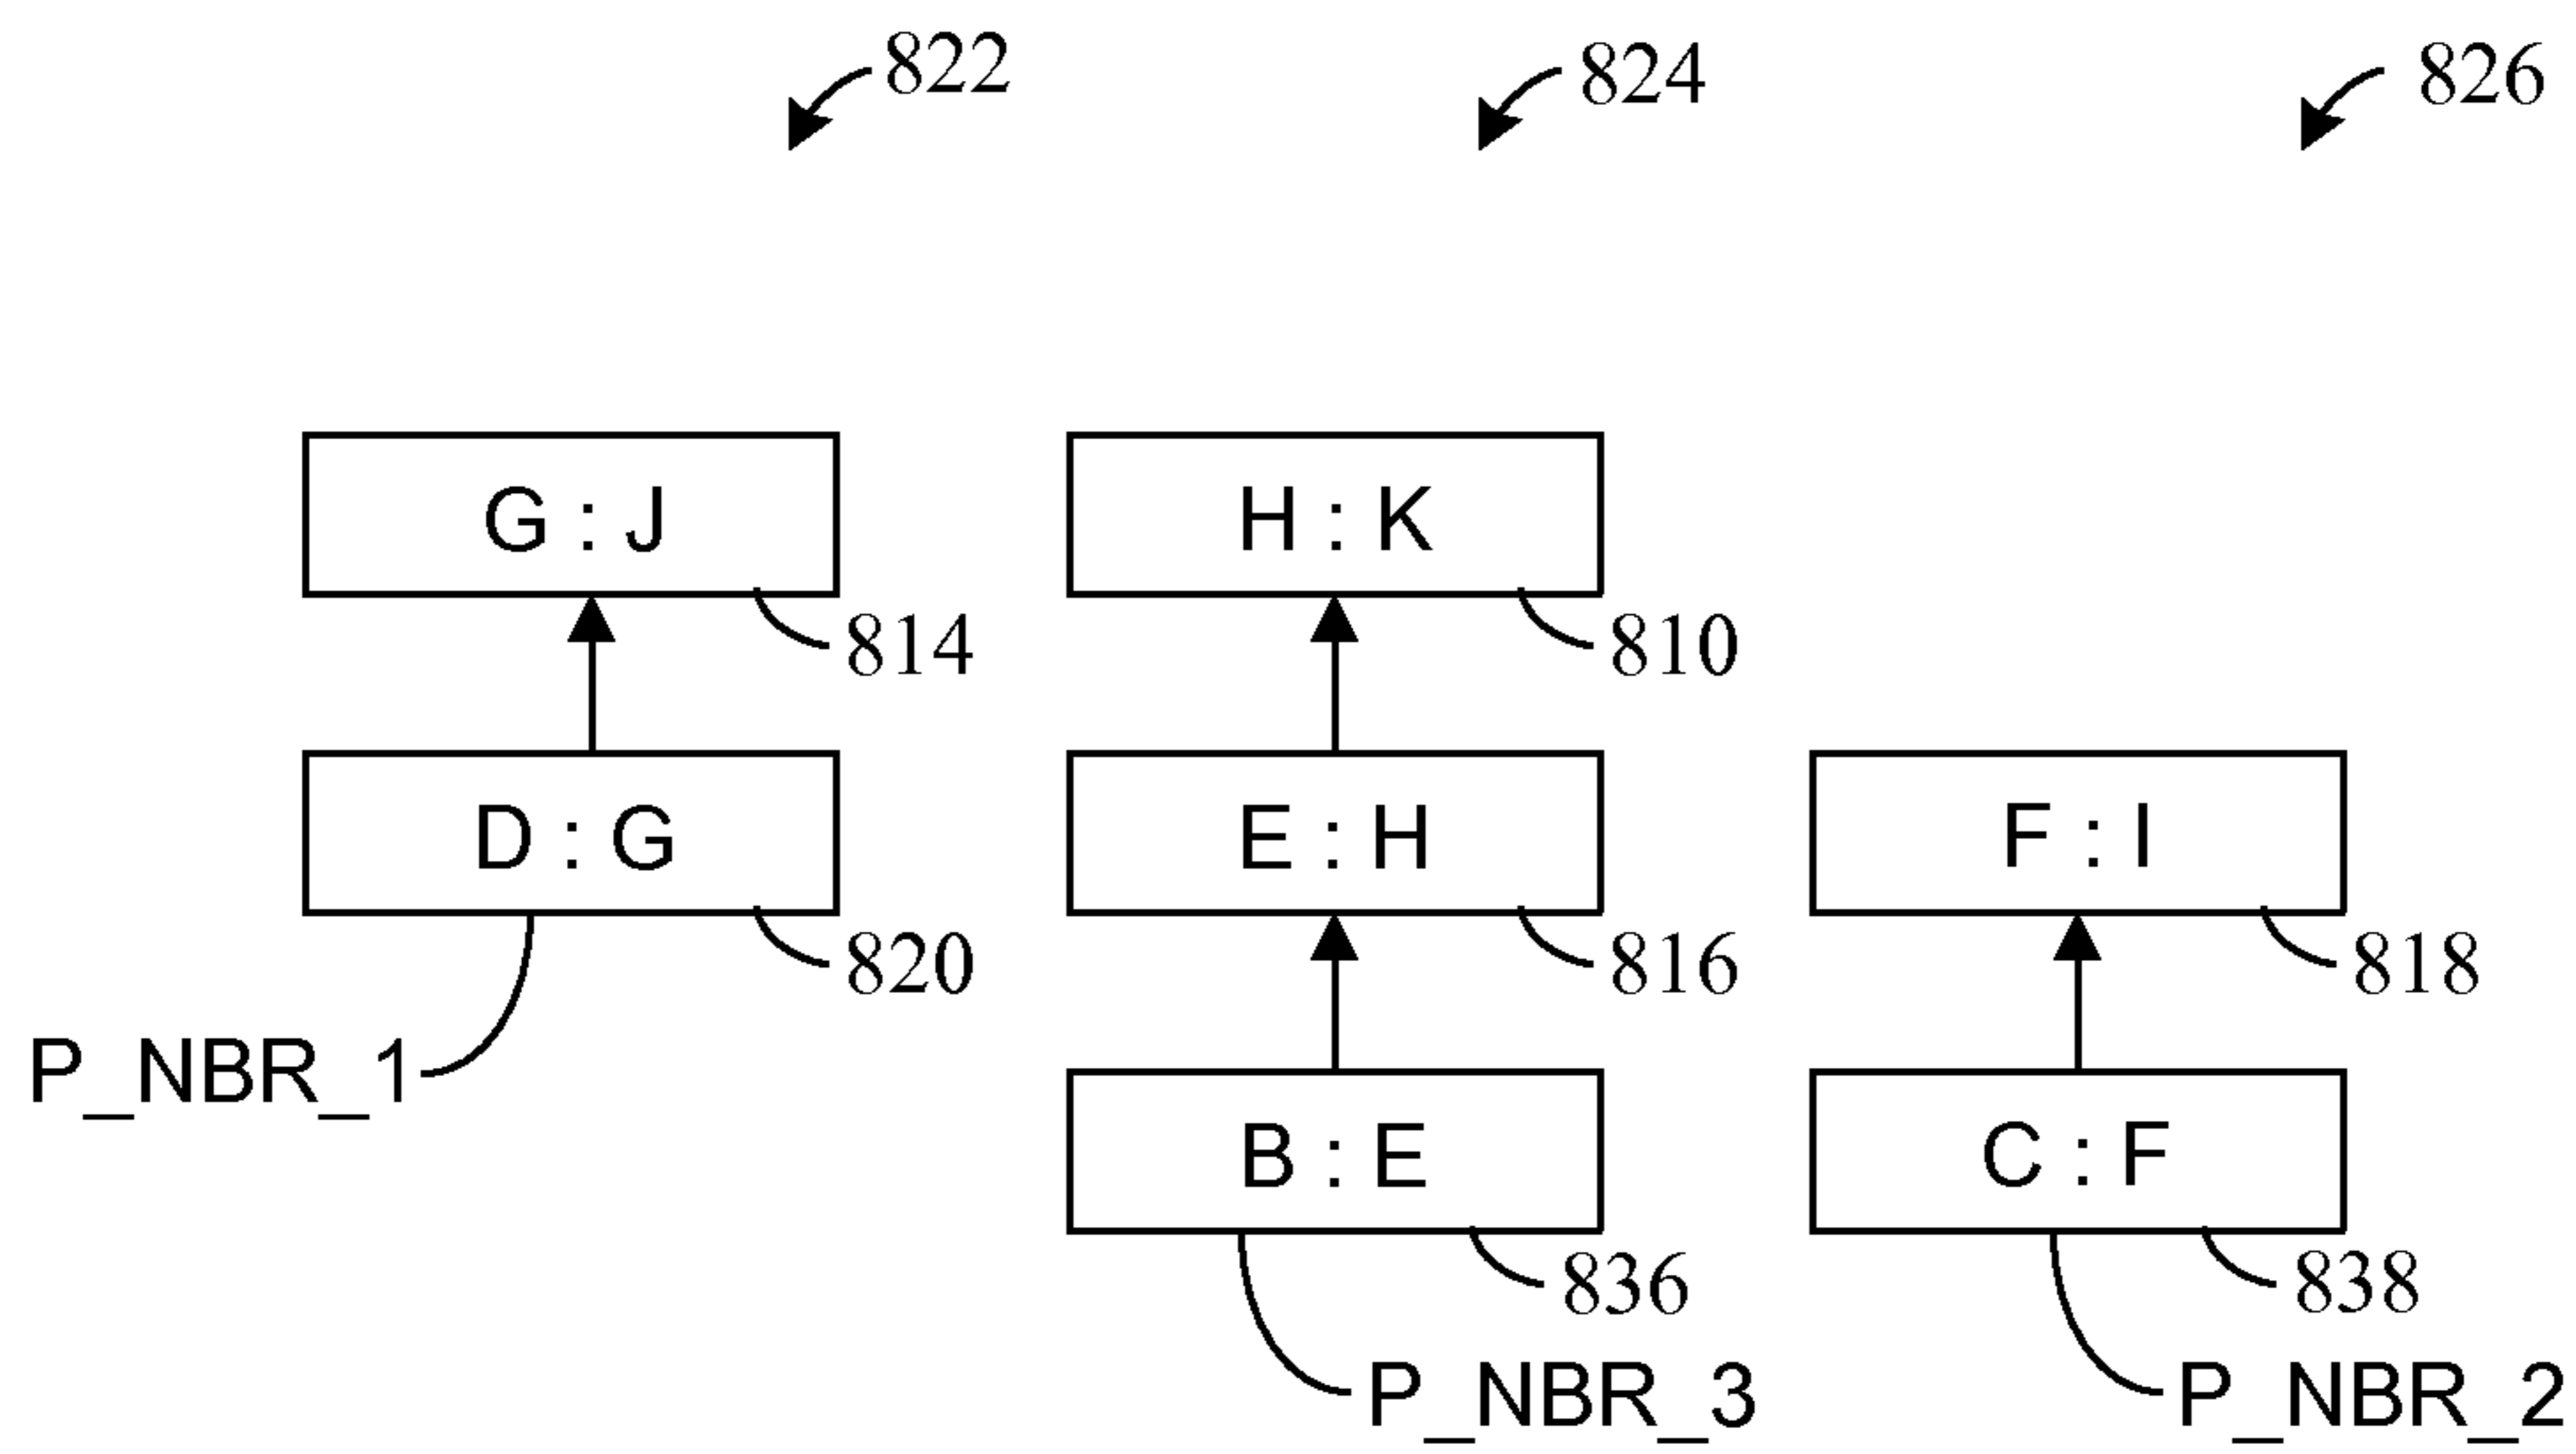 822 824 826
G : J H : K
814 810
D : G E : H F : I
820 816 818
P_NBR_1
B : E C : F
836 838
P_NBR_3 P_NBR_2